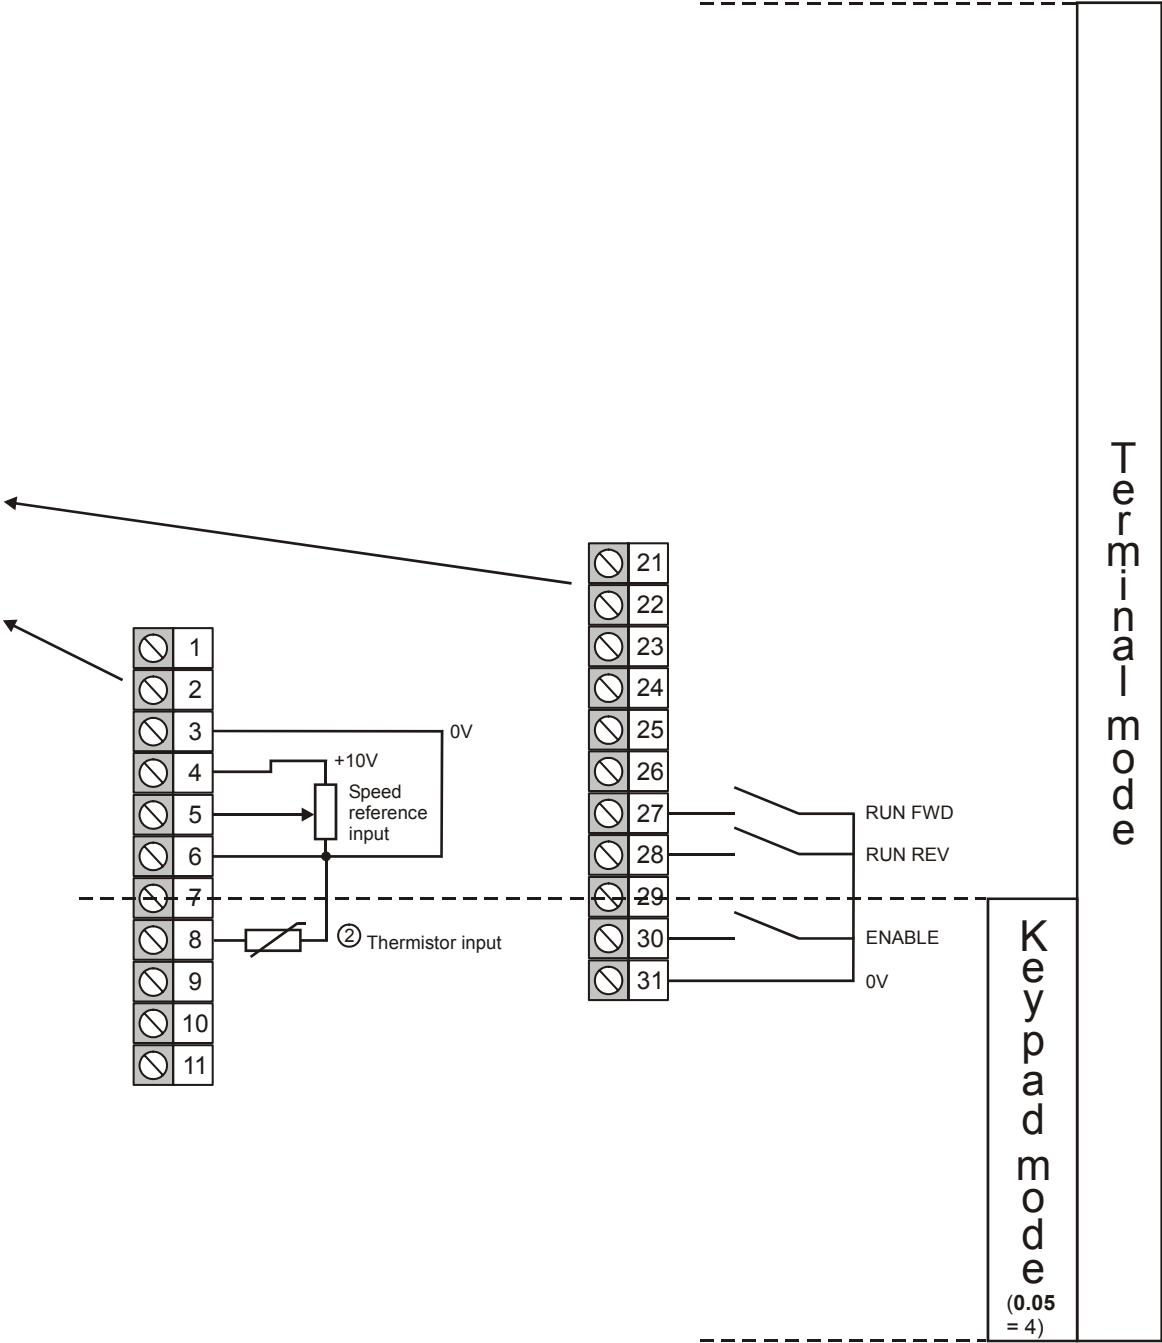 1
2
3
4
5
6
7
8
9
10
11
0V
+10V
Speed
reference
input
② Thermistor input
21
22
23
24
25
26
27
28
29
30
31
RUN FWD
RUN REV
ENABLE
0V
Keypad mode
(0.05
= 4)
Terminal mode